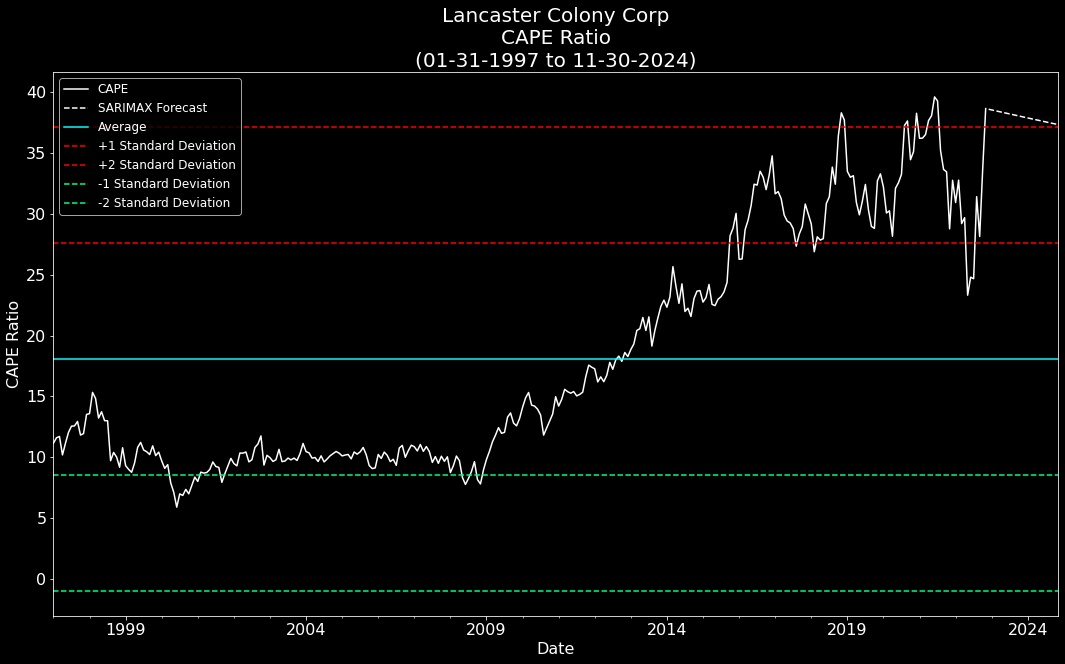 Lancaster Colony Corp
CAPE Ratio
(01-31-1997 to 11-30-2024)
CAPE
SARIMAX Forecast
Average
+1 Standard Deviation
+2 Standard Deviation
-1 Standard Deviation
-2 Standard Deviation
CAPE Ratio
40
35
30
25
20
15
10
5
0
1999 2004 2009 2014 2019 2024
Date